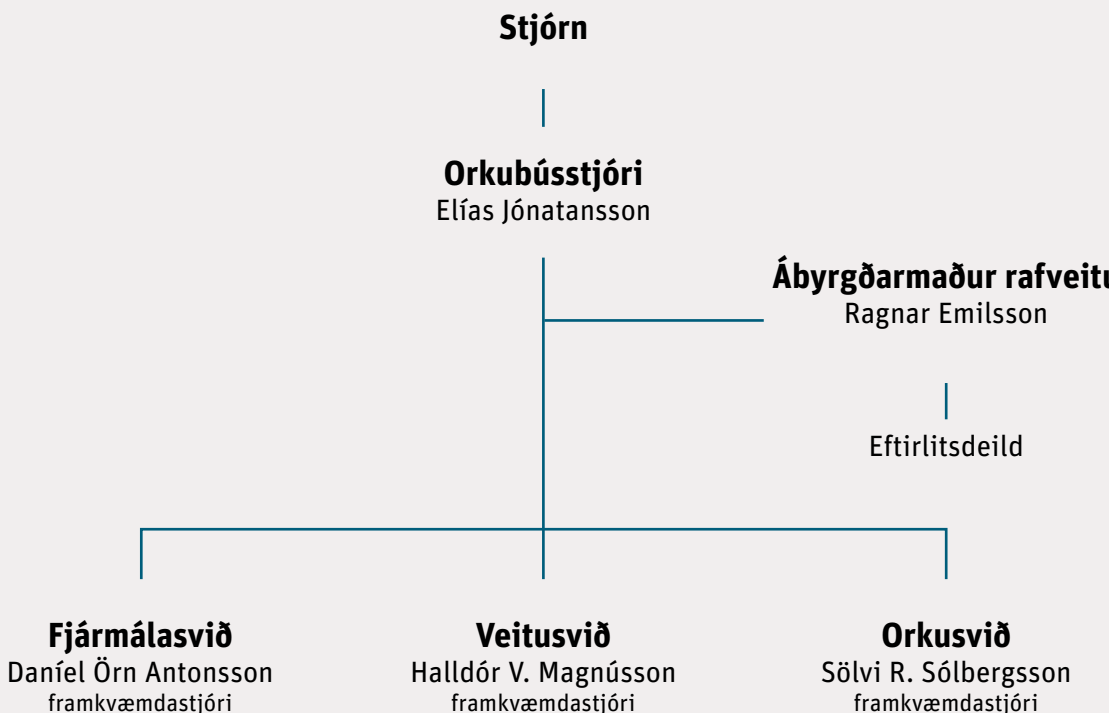 Stjórn
Orkubússtjóri
Elías Jónatansson
Ábyrgðarmaður rafveitu
Ragnar Emilsson
Eftirlitsdeild
Fjármálasvið
Daníel Örn Antonsson
framkvæmdastjóri
Veitusvið
Halldór V. Magnússon
framkvæmdastjóri
Orkusvið
Sölvi R. Sólbergsson
framkvæmdastjóri